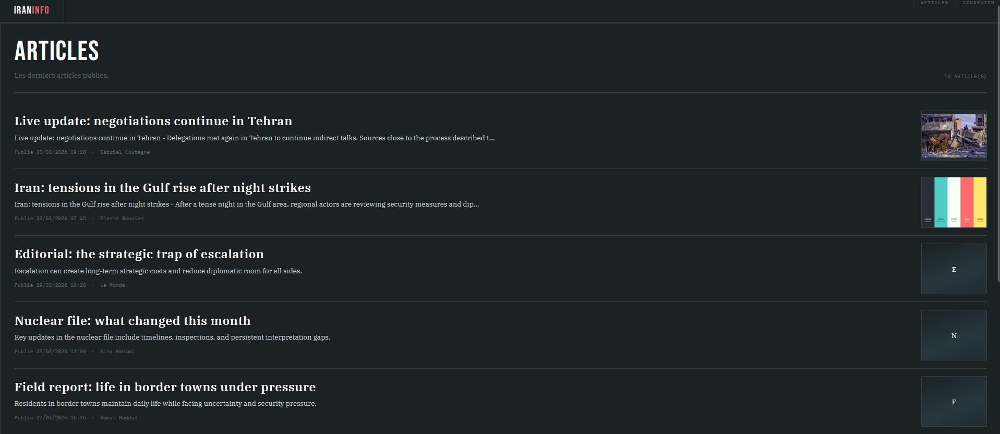 IRANINFO
ARTICLES
CONNEXION
ARTICLES
Les derniers articles publies.
10 ARTICLE(S)
Live update: negotiations continue in Tehran
Live update: negotiations continue in Tehran - Delegations met again in Tehran to continue indirect talks. Sources close to the process described t...
Publie 30/03/2026 09:10 · Gabriel Coutagne
Iran: tensions in the Gulf rise after night strikes
Iran: tensions in the Gulf rise after night strikes - After a tense night in the Gulf area, regional actors are reviewing security measures and dip...
Publie 30/03/2026 07:45 · Pierre Bouvier
Editorial: the strategic trap of escalation
Escalation can create long-term strategic costs and reduce diplomatic room for all sides.
Publie 29/03/2026 18:20 · Le Monde
E
Nuclear file: what changed this month
Key updates in the nuclear file include timelines, inspections, and persistent interpretation gaps.
Publie 28/03/2026 12:00 · Nina Rahimi
N
Field report: life in border towns under pressure
Residents in border towns maintain daily life while facing uncertainty and security pressure.
Publie 27/03/2026 16:35 · Samir Haddad
F